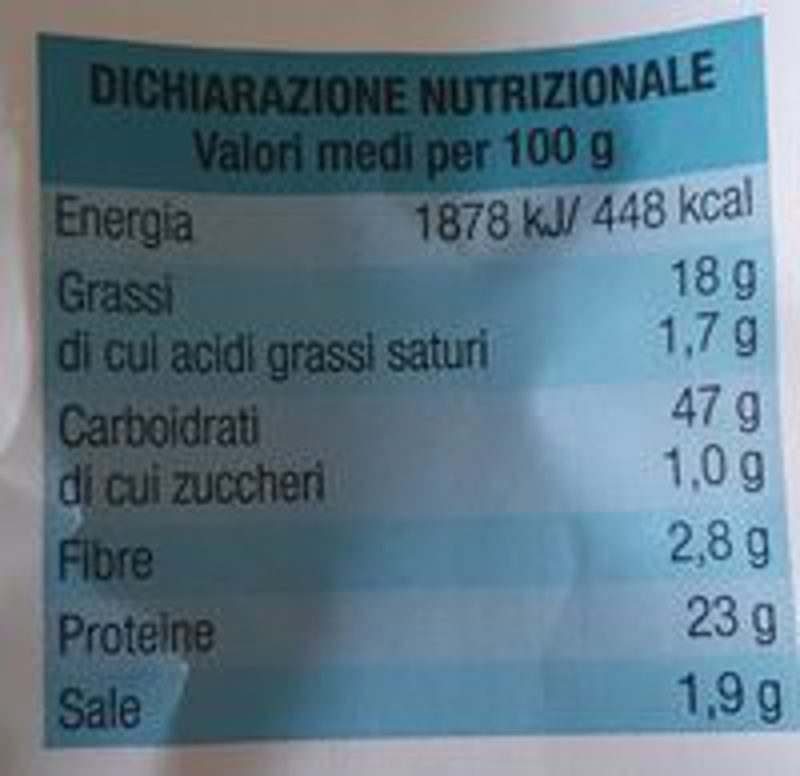 DICHIARAZIONE NUTRIZIONALE
Valori medi per 100 g
Energia 1878 kJ/ 448 kcal
Grassi 18 g
di cui acidi grassi saturi 1,7 g
Carboidrati 47 g
di cui zuccheri 1,0 g
Fibre 2,8 g
Proteine 23 g
Sale 1,9 g